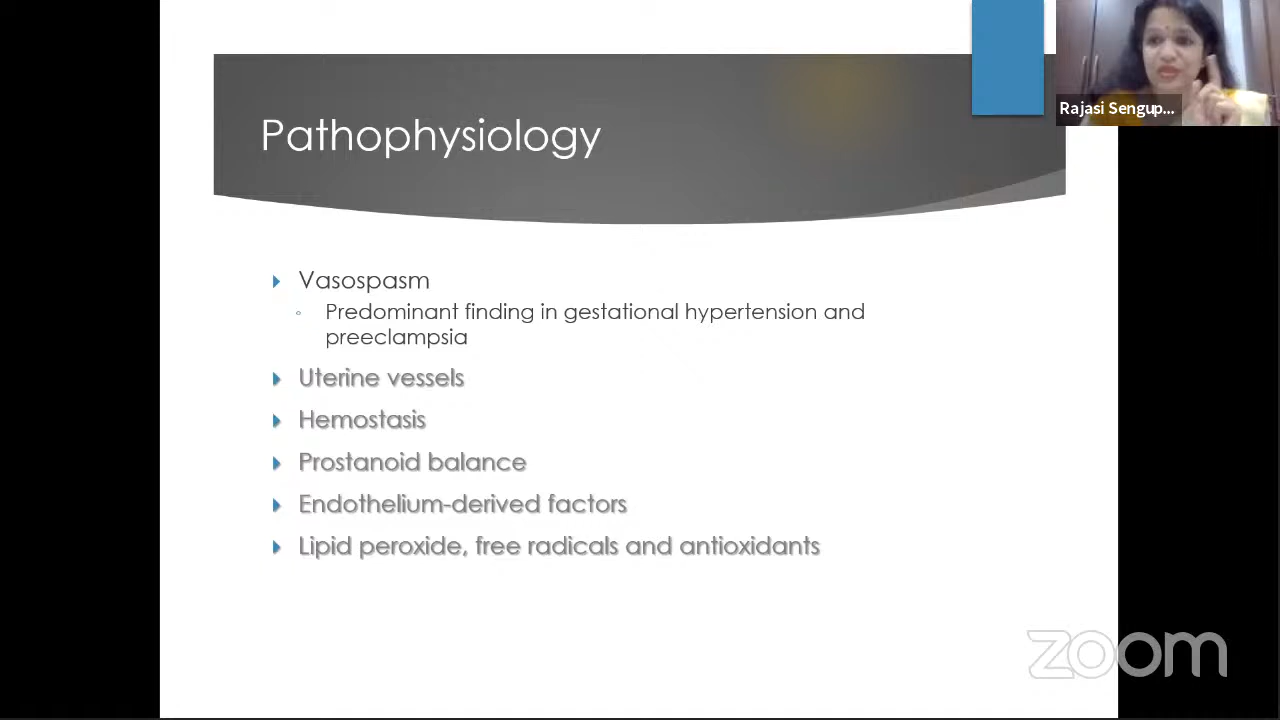 Pathophysiology
Rajasi Sengup...
Vasospasm
Predominant finding in gestational hypertension and
preeclampsia
Uterine vessels
Hemostasis
Prostanoid balance
Endothelium-derived factors
Lipid peroxide, free radicals and antioxidants
zoom